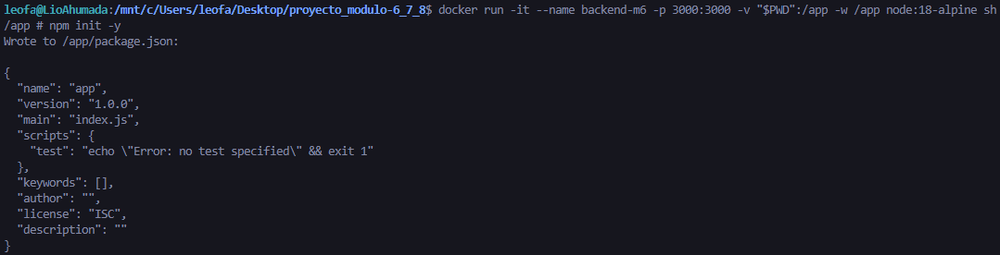 leofa@LioAhumada:/mnt/c/Users/leofa/Desktop/proyecto_modulo-6_7_8$ docker run -it --name backend-m6 -p 3000:3000 -v "$PWD":/app -w /app node:18-alpine sh
/app # npm init -y
Wrote to /app/package.json:

{
  "name": "app",
  "version": "1.0.0",
  "main": "index.js",
  "scripts": {
    "test": "echo \"Error: no test specified\" && exit 1"
  },
  "keywords": [],
  "author": "",
  "license": "ISC",
  "description": ""
}